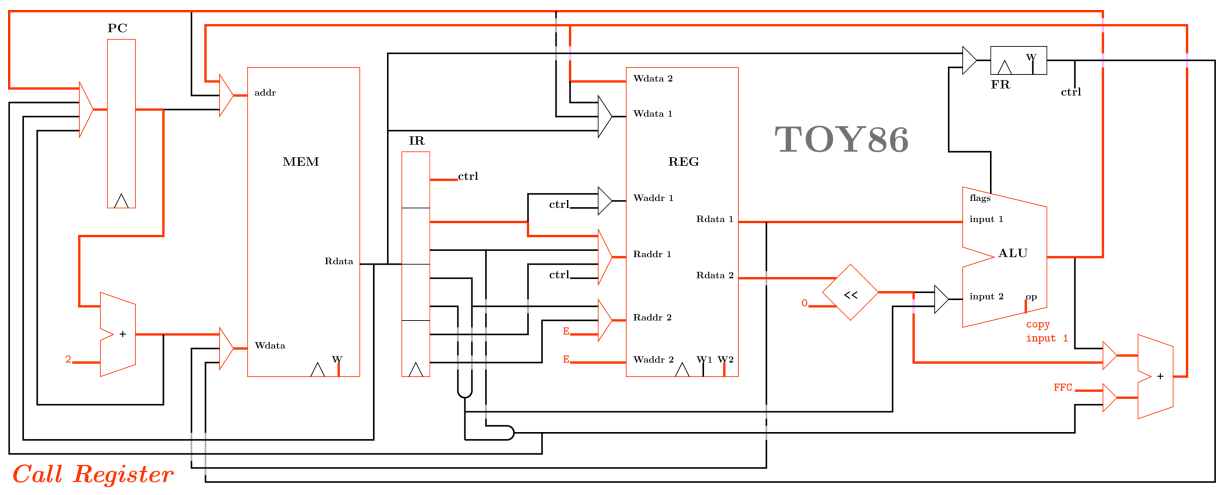 PC
MEM
addr
Rdata
Wdata
W
+
2
IR
ctrl
ctrl
ctrl
E
E
REG
Wdata 2
Wdata 1
Waddr 1
Raddr 1
Raddr 2
Waddr 2
Rdata 1
Rdata 2
W1 W2
TOY86
0
<<
FR
W
ctrl
ALU
flags
input 1
input 2
op
copy
input 1
FFC
+
Call Register